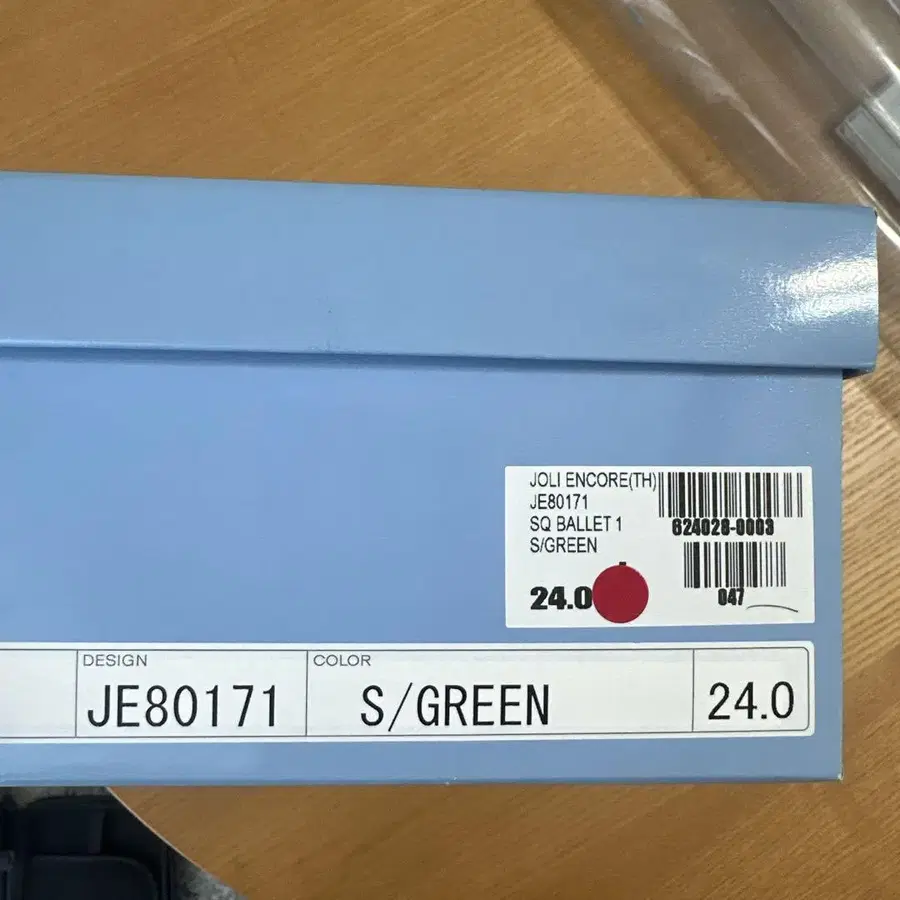 JOLI ENCORE(TH)
JE80171
SQ BALLET 1
S/GREEN
624028-0003
24.0
047
DESIGN
JE80171
COLOR
S/GREEN
24.0